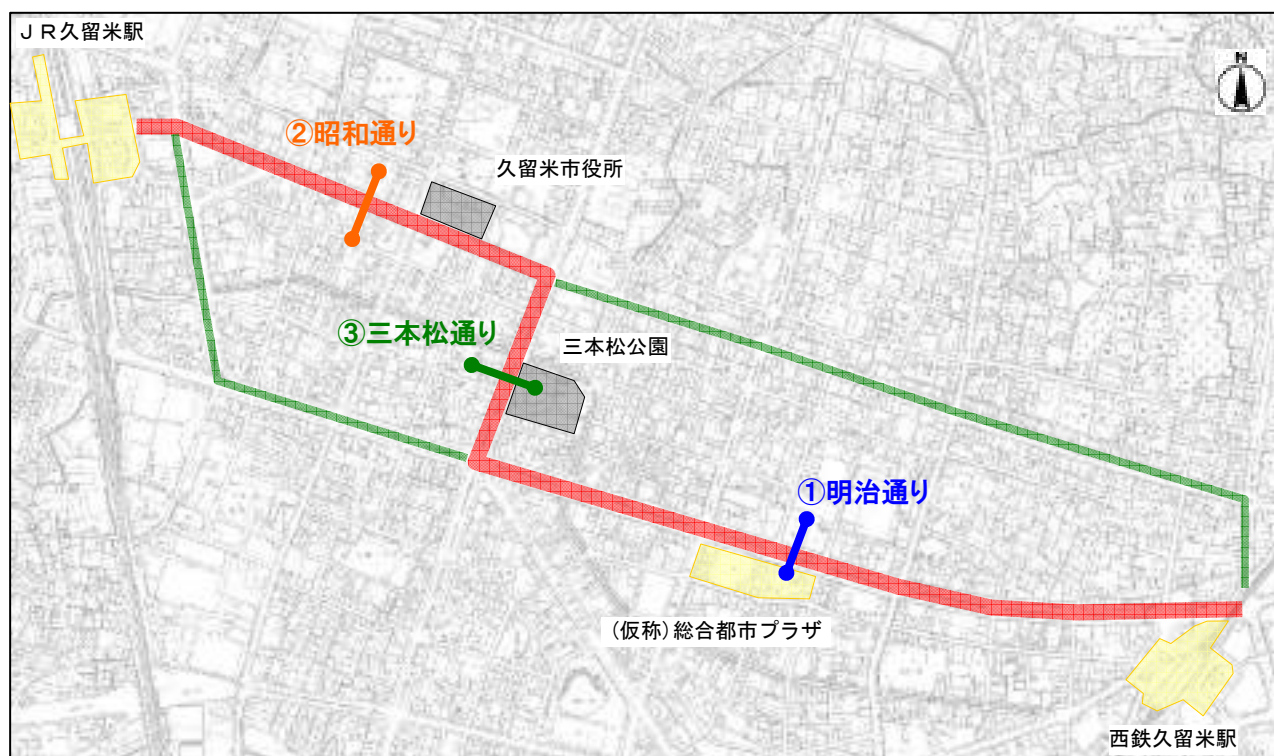 ＪＲ久留米駅
N
②昭和通り
久留米市役所
③三本松通り
三本松公園
①明治通り
(仮称)総合都市プラザ
西鉄久留米駅